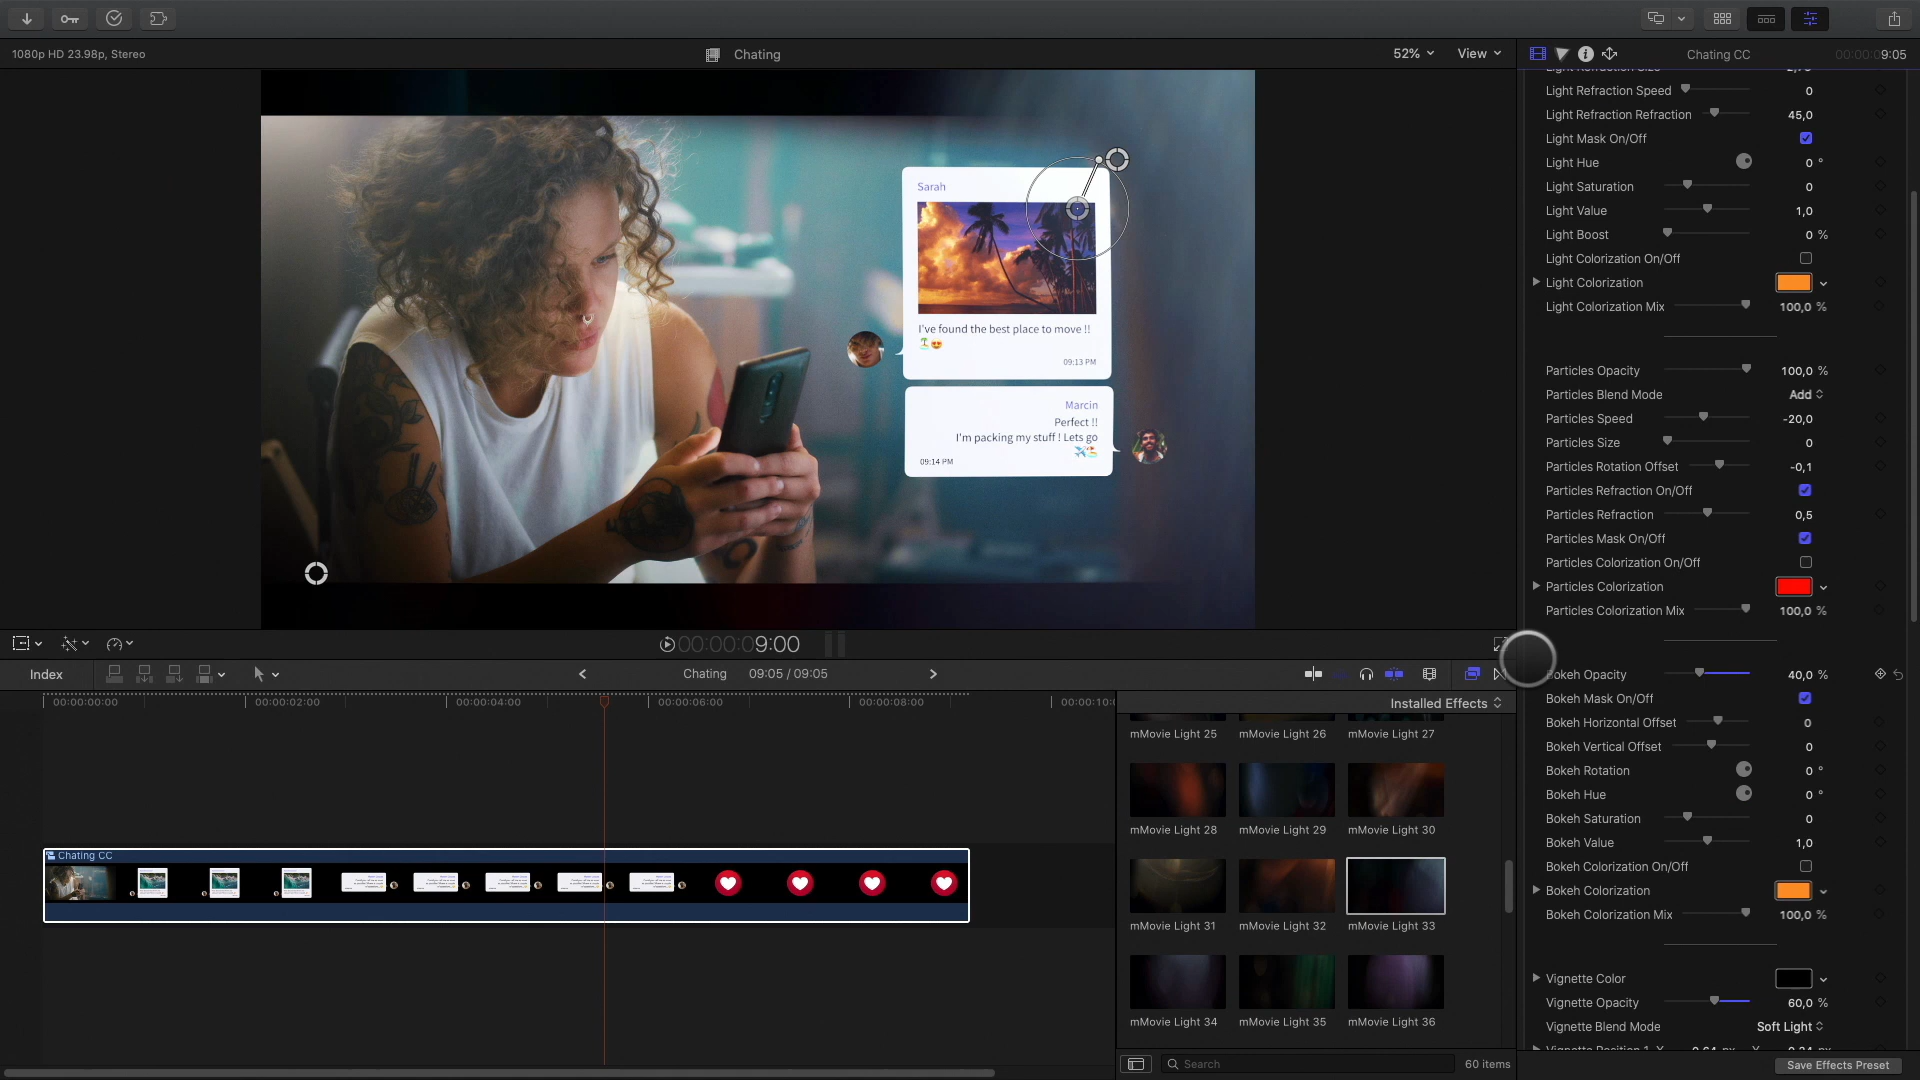 1080p HD 23.98p, Stereo
Chating
52%
View
Chating CC
00:00:09:05
Light Refraction Speed
0
Light Refraction Refraction
45,0
Light Mask On/Off
Light Hue
0 °
Light Saturation
0
Light Value
1,0
Light Boost
0 %
Light Colorization On/Off
Light Colorization
Light Colorization Mix
100,0 %
Particles Opacity
100,0 %
Particles Blend Mode
Add
Particles Speed
-20,0
Particles Size
0
Particles Rotation Offset
-0,1
Particles Refraction On/Off
Particles Refraction
0,5
Particles Mask On/Off
Particles Colorization On/Off
Particles Colorization
Particles Colorization Mix
100,0 %
Bokeh Opacity
40,0 %
Bokeh Mask On/Off
Bokeh Horizontal Offset
0
Bokeh Vertical Offset
0
Bokeh Rotation
0 °
Bokeh Hue
0 °
Bokeh Saturation
0
Bokeh Value
1,0
Bokeh Colorization On/Off
Bokeh Colorization
Bokeh Colorization Mix
100,0 %
Vignette Color
Vignette Opacity
60,0 %
Vignette Blend Mode
Soft Light
Save Effects Preset
Sarah
I've found the best place to move !!
🏝️😍
09:13 PM
Marcin
Perfect !!
I'm packing my stuff ! Lets go
✈️🏖️
09:14 PM
00:00:09:00
Index
Chating
09:05 / 09:05
00:00:00:00
00:00:02:00
00:00:04:00
00:00:06:00
00:00:08:00
00:00:10:0
Chating CC
Installed Effects
mMovie Light 25
mMovie Light 26
mMovie Light 27
mMovie Light 28
mMovie Light 29
mMovie Light 30
mMovie Light 31
mMovie Light 32
mMovie Light 33
mMovie Light 34
mMovie Light 35
mMovie Light 36
Search
60 items